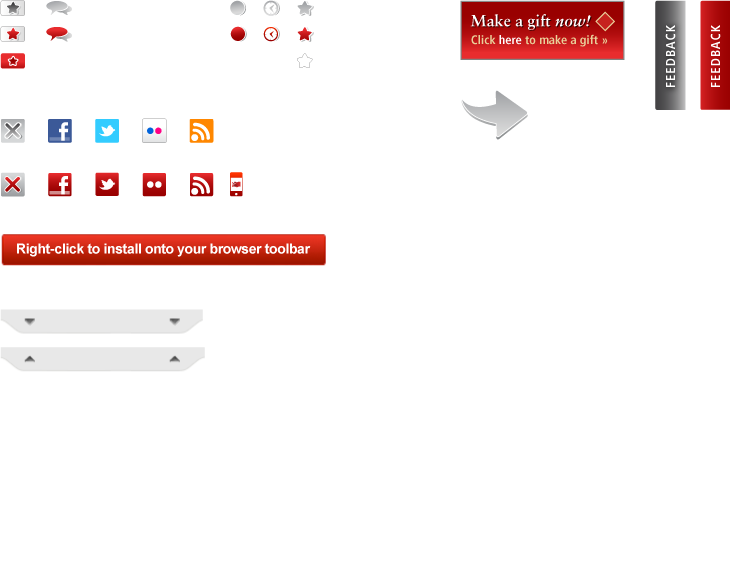 Make a gift now!
Click here to make a gift »
FEEDBACK
FEEDBACK
f
f
Right-click to install onto your browser toolbar